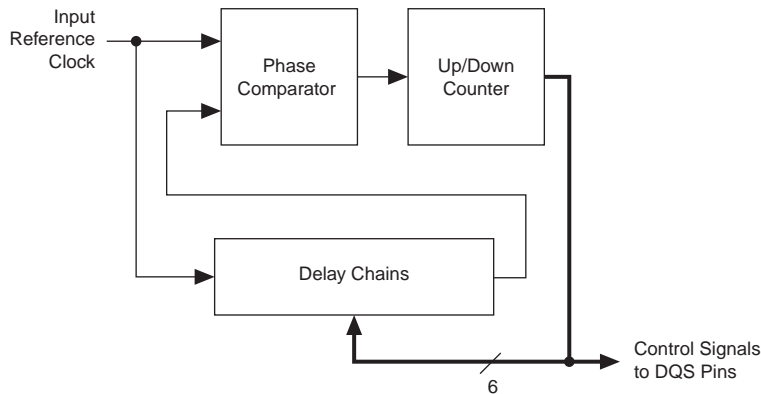 Input
Reference
Clock
Phase
Comparator
Up/Down
Counter
Delay Chains
Control Signals
to DQS Pins
6